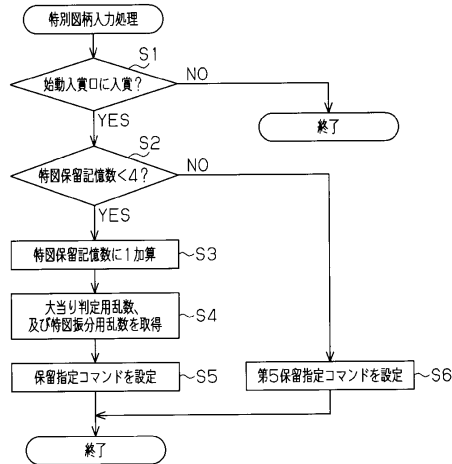 特別図柄入力処理
S1
始動入賞口に入賞?
NO
YES
終了
S2
特図保留記憶数<4?
NO
YES
特図保留記憶数に1加算
S3
大当り判定用乱数、
及び特図振分用乱数を取得
S4
保留指定コマンドを設定
S5
第5保留指定コマンドを設定
S6
終了